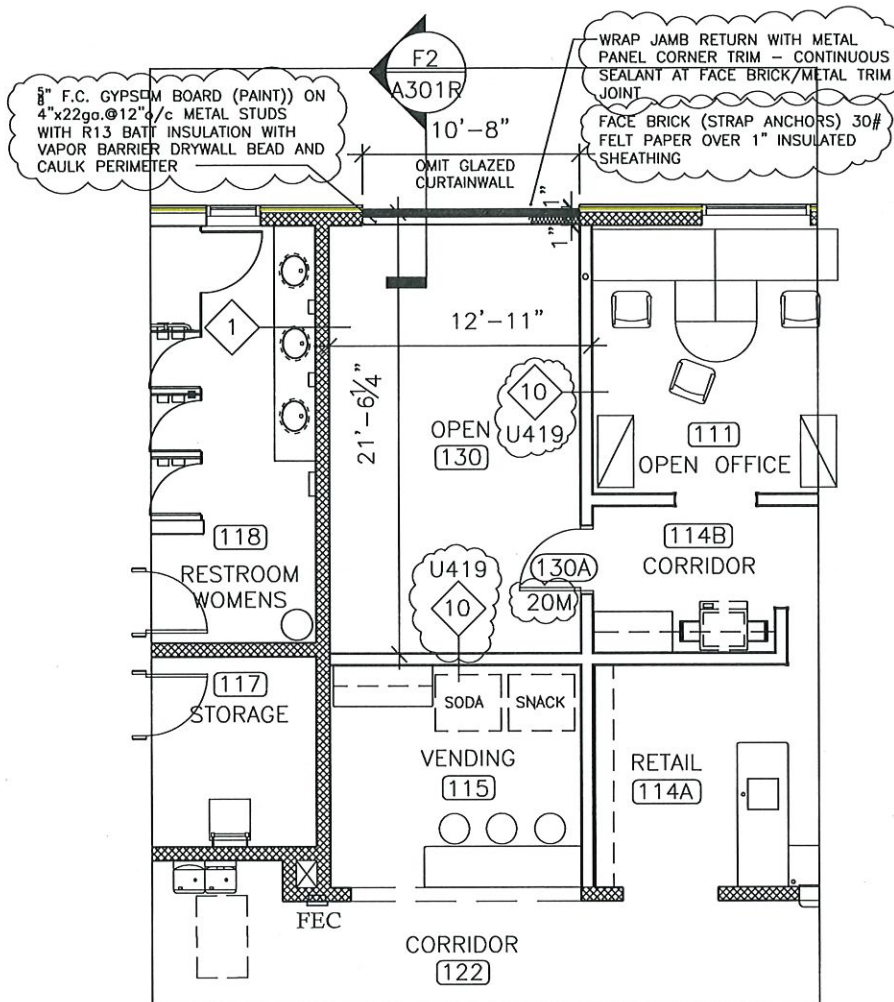 F2
A301R
10'-8"
OMIT GLAZED
CURTAINWALL
WRAP JAMB RETURN WITH METAL
PANEL CORNER TRIM – CONTINUOUS
SEALANT AT FACE BRICK/METAL TRIM
JOINT
FACE BRICK (STRAP ANCHORS) 30#
FELT PAPER OVER 1" INSULATED
SHEATHING
5/8" F.C. GYPS□M BOARD (PAINT)) ON
4"x22ga.@12"o/c METAL STUDS
WITH R13 BATT INSULATION WITH
VAPOR BARRIER DRYWALL BEAD AND
CAULK PERIMETER
1"
1"
1
12'-11"
21'-6 1/4"
10
U419
OPEN
130
111
OPEN OFFICE
118
RESTROOM
WOMENS
U419
10
130A
20M
114B
CORRIDOR
117
STORAGE
SODA
SNACK
VENDING
115
RETAIL
114A
FEC
CORRIDOR
122